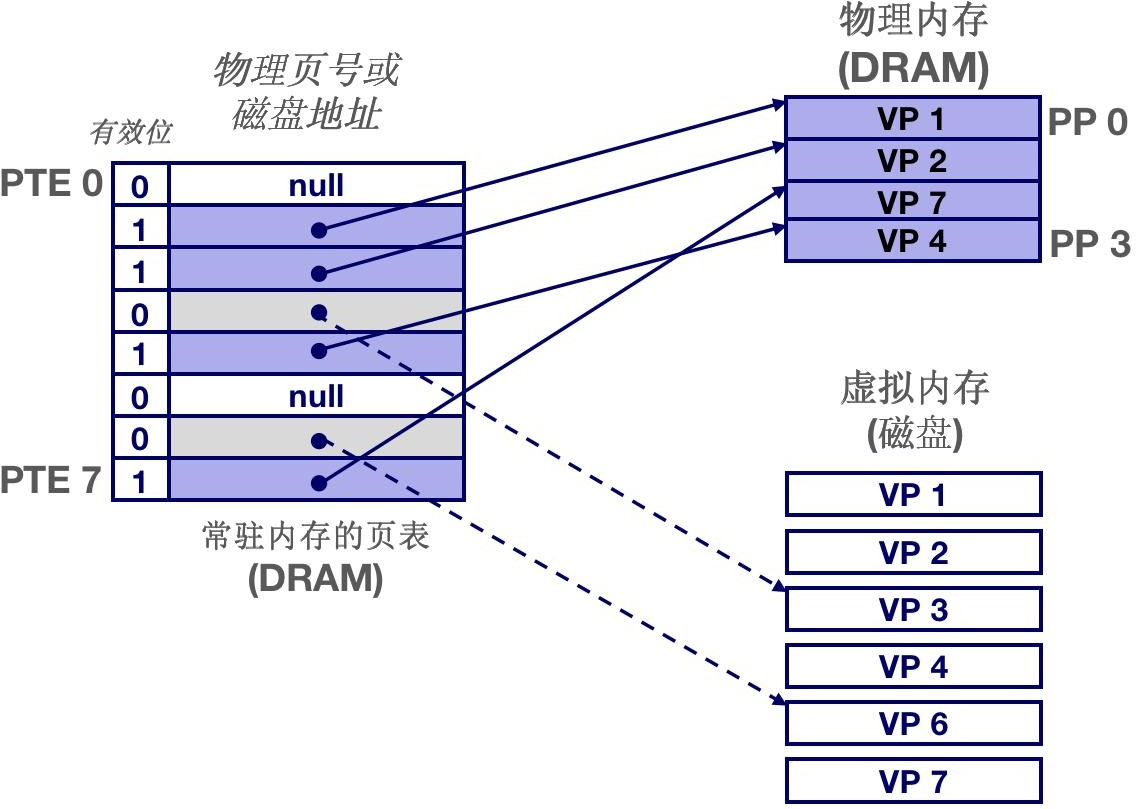 物理页号或
磁盘地址
有效位
PTE 0
0
null
1
1
0
1
0
null
0
PTE 7
1
常驻内存的页表
(DRAM)
物理内存
(DRAM)
VP 1
PP 0
VP 2
VP 7
VP 4
PP 3
虚拟内存
(磁盘)
VP 1
VP 2
VP 3
VP 4
VP 6
VP 7